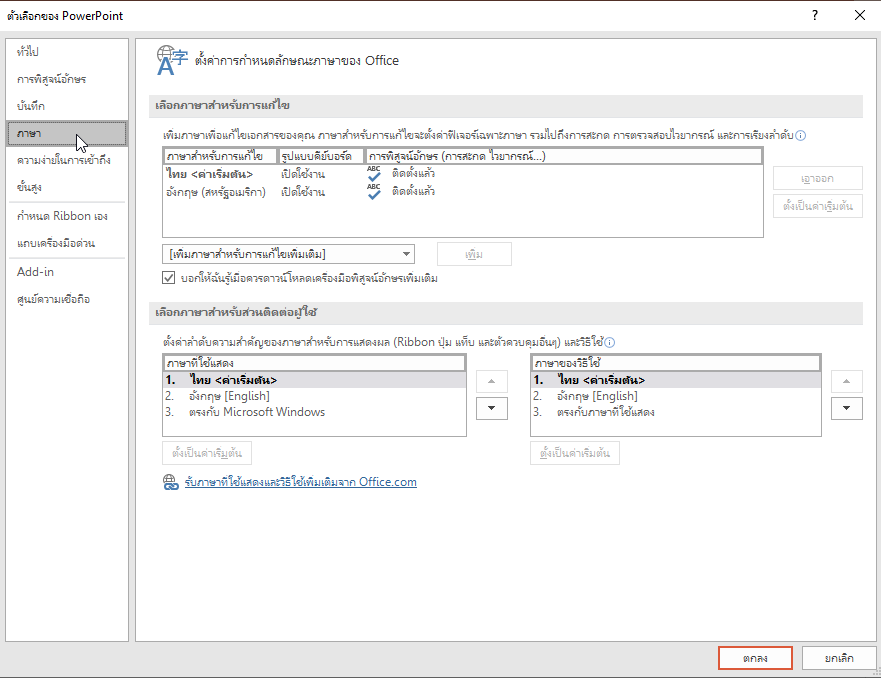 ตัวเลือกของ PowerPoint
ทั่วไป
การพิสูจน์อักษร
บันทึก
ภาษา
ความง่ายในการเข้าถึง
ขั้นสูง
กำหนด Ribbon เอง
แถบเครื่องมือด่วน
Add-in
ศูนย์ความเชื่อถือ
ตั้งค่าการกำหนดลักษณะภาษาของ Office
เลือกภาษาสำหรับการแก้ไข
เพิ่มภาษาเพื่อแก้ไขเอกสารของคุณ ภาษาสำหรับการแก้ไขจะตั้งค่าฟีเจอร์เฉพาะภาษา รวมไปถึงการสะกด การตรวจสอบไวยากรณ์ และการเรียงลำดับ
ภาษาสำหรับการแก้ไข รูปแบบคีย์บอร์ด การพิสูจน์อักษร (การสะกด ไวยากรณ์...)
ไทย <ค่าเริ่มต้น> เปิดใช้งาน ABC ติดตั้งแล้ว
อังกฤษ (สหรัฐอเมริกา) เปิดใช้งาน ABC ติดตั้งแล้ว
เอาออก
ตั้งเป็นค่าเริ่มต้น
[เพิ่มภาษาสำหรับการแก้ไขเพิ่มเติม] เพิ่ม
บอกให้ฉันรู้เมื่อควรดาวน์โหลดเครื่องมือพิสูจน์อักษรเพิ่มเติม
เลือกภาษาสำหรับส่วนติดต่อผู้ใช้
ตั้งค่าลำดับความสำคัญของภาษาสำหรับการแสดงผล (Ribbon ปุ่ม แท็บ และตัวควบคุมอื่นๆ) และวิธีใช้
ภาษาที่ใช้แสดง
1. ไทย <ค่าเริ่มต้น>
2. อังกฤษ [English]
3. ตรงกับ Microsoft Windows
ตั้งเป็นค่าเริ่มต้น
ภาษาของวิธีใช้
1. ไทย <ค่าเริ่มต้น>
2. อังกฤษ [English]
3. ตรงกับภาษาที่ใช้แสดง
ตั้งเป็นค่าเริ่มต้น
รับภาษาที่ใช้แสดงและวิธีใช้เพิ่มเติมจาก Office.com
ตกลง
ยกเลิก